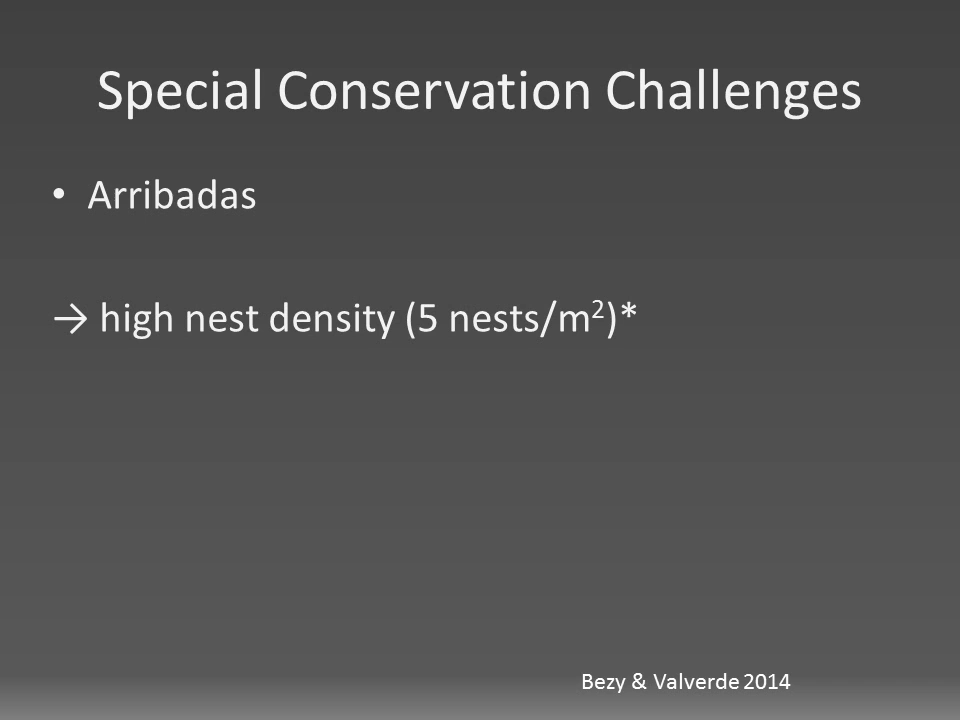 Special Conservation Challenges
• Arribadas
→ high nest density (5 nests/m²)*
Bezy & Valverde 2014